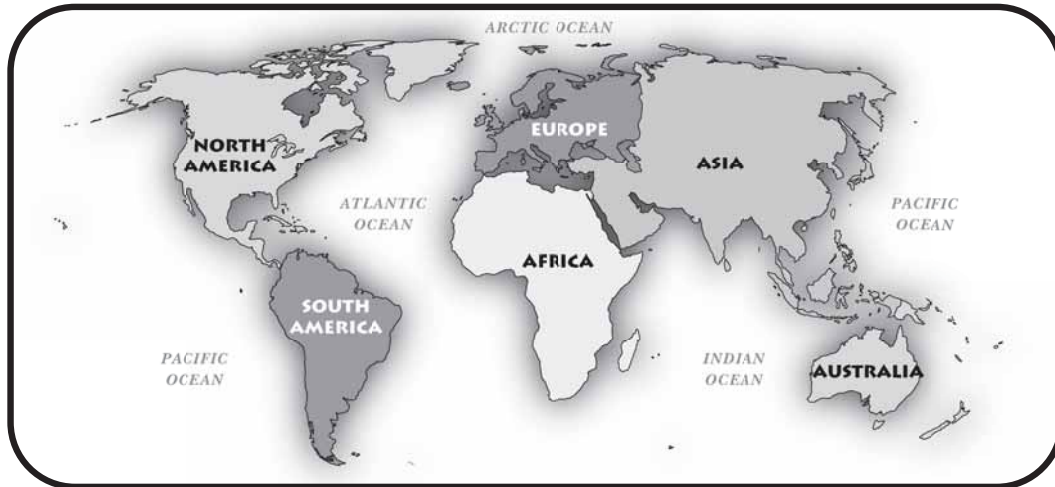 ARCTIC OCEAN
NORTH
AMERICA
EUROPE
ASIA
ATLANTIC
OCEAN
PACIFIC
OCEAN
AFRICA
SOUTH
AMERICA
PACIFIC
OCEAN
INDIAN
OCEAN
AUSTRALIA